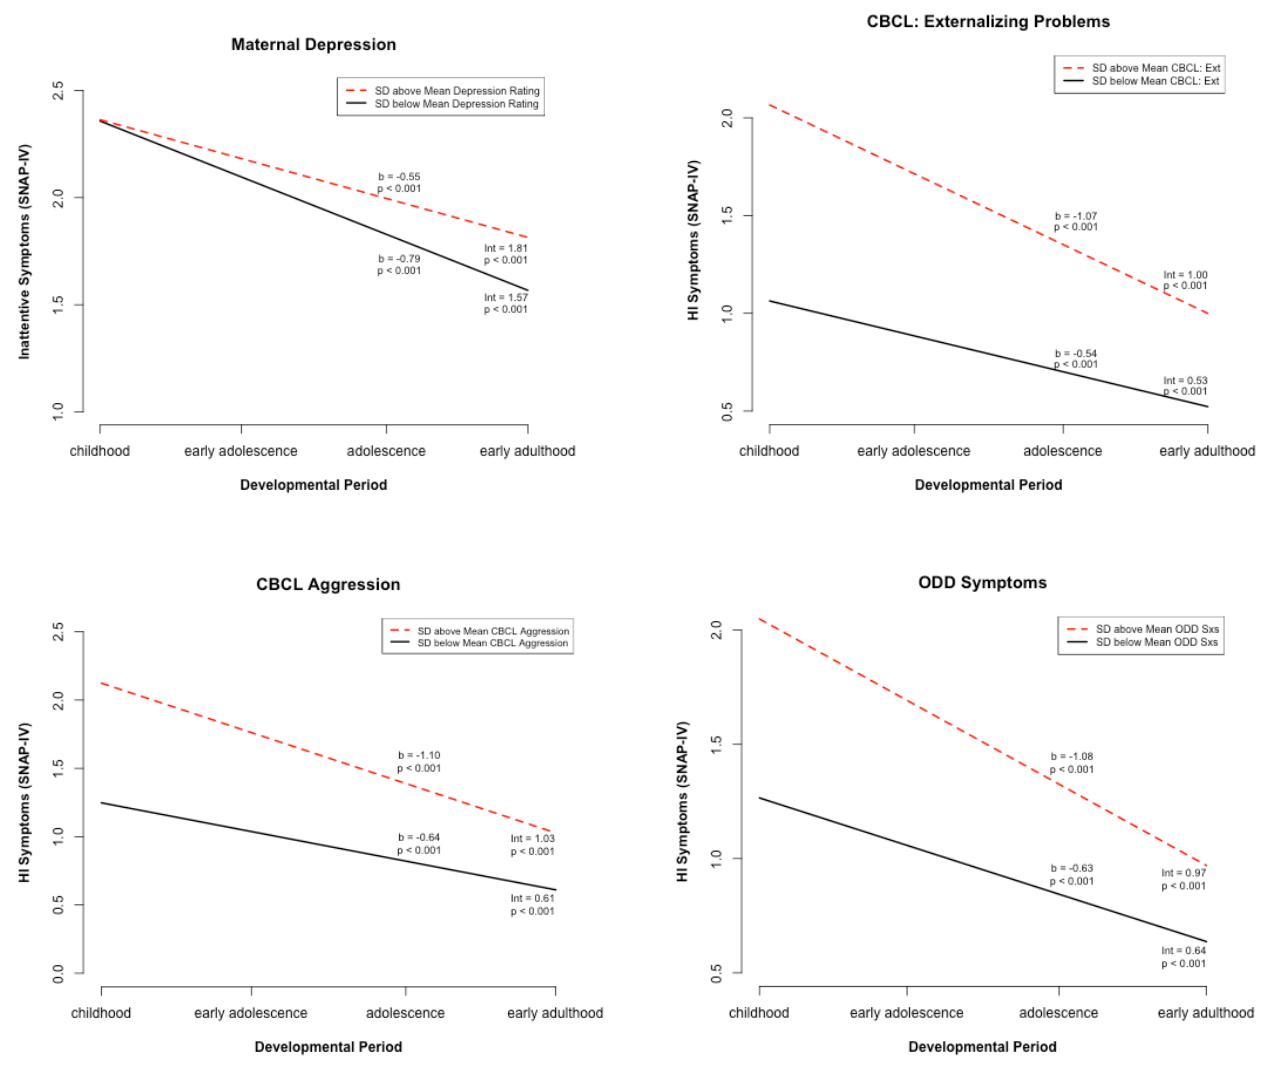 Maternal Depression
SD above Mean Depression Rating
SD below Mean Depression Rating
Inattentive Symptoms (SNAP-IV)
2.5
2.0
1.5
1.0
b = -0.55
p < 0.001
b = -0.79
p < 0.001
Int = 1.81
p < 0.001
Int = 1.57
p < 0.001
childhood early adolescence adolescence early adulthood
Developmental Period
CBCL: Externalizing Problems
SD above Mean CBCL: Ext
SD below Mean CBCL: Ext
HI Symptoms (SNAP-IV)
2.0
1.5
1.0
0.5
b = -1.07
p < 0.001
Int = 1.00
p < 0.001
b = -0.54
p < 0.001
Int = 0.53
p < 0.001
childhood early adolescence adolescence early adulthood
Developmental Period
CBCL Aggression
SD above Mean CBCL Aggression
SD below Mean CBCL Aggression
HI Symptoms (SNAP-IV)
2.5
2.0
1.5
1.0
0.5
0.0
b = -1.10
p < 0.001
b = -0.64
p < 0.001
Int = 1.03
p < 0.001
Int = 0.61
p < 0.001
childhood early adolescence adolescence early adulthood
Developmental Period
ODD Symptoms
SD above Mean ODD Sxs
SD below Mean ODD Sxs
HI Symptoms (SNAP-IV)
2.0
1.5
1.0
0.5
b = -1.08
p < 0.001
b = -0.63
p < 0.001
Int = 0.97
p < 0.001
Int = 0.64
p < 0.001
childhood early adolescence adolescence early adulthood
Developmental Period